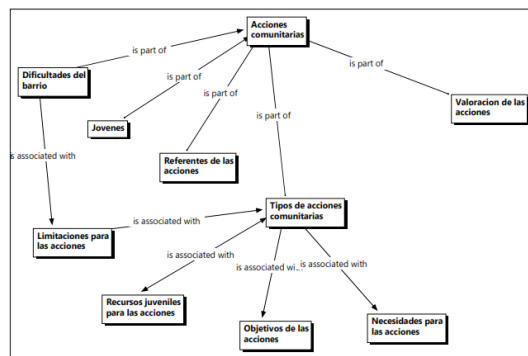 Acciones
comunitarias
is part of
Dificultades del
barrio
is part of
is part of
is part of
Jovenes
Valoracion de las
acciones
is part of
Referentes de las
acciones
is associated with
Tipos de acciones
comunitarias
is associated with
Limitaciones para
las acciones
is associated with
is associated wit
is associated with
Recursos juveniles
para las acciones
Objetivos de las
acciones
Necesidades para
las acciones